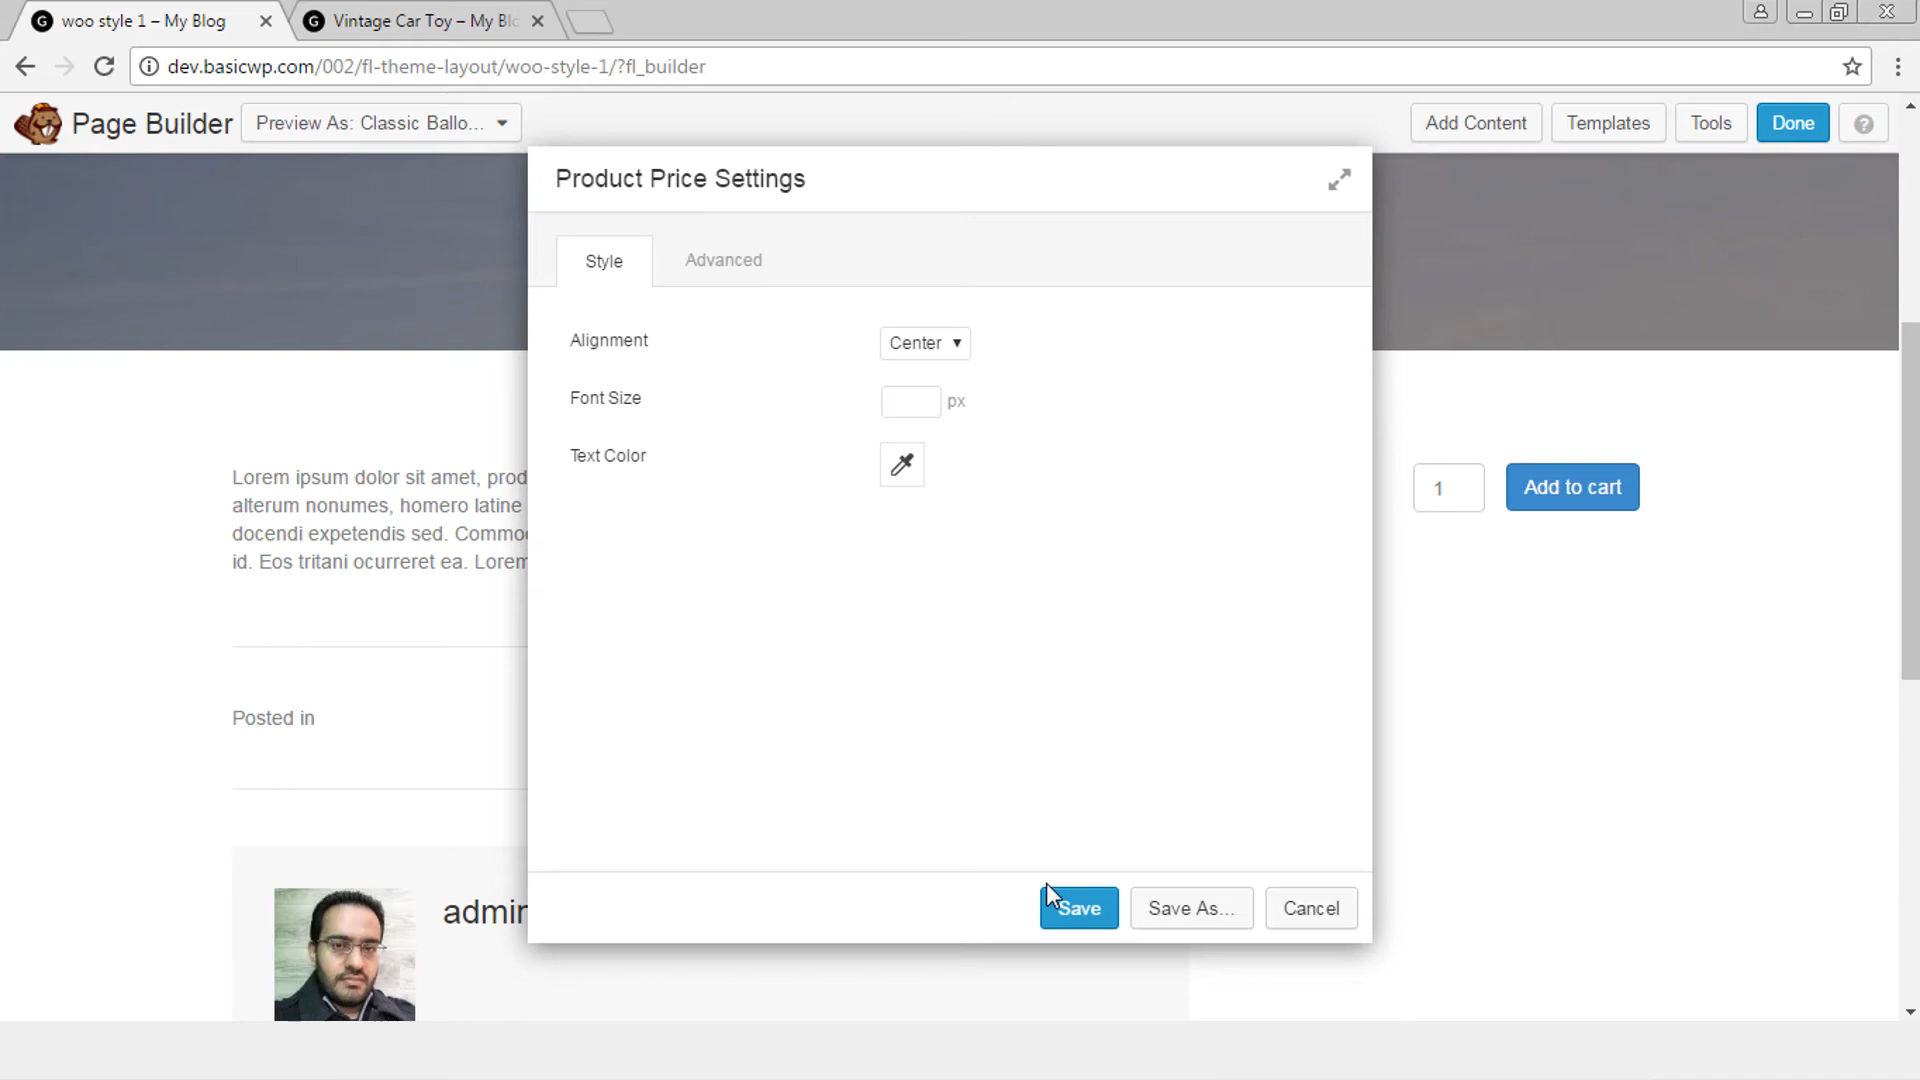 woo style 1 – My Blog
Vintage Car Toy – My Blo
dev.basicwp.com/002/fl-theme-layout/woo-style-1/?fl_builder
Page Builder
Preview As: Classic Ballo...
Add Content
Templates
Tools
Done
Product Price Settings
Style
Advanced
Alignment
Center
Font Size
px
Text Color
Lorem ipsum dolor sit amet, prod
alterum nonumes, homero latine
docendi expetendis sed. Commo
id. Eos tritani ocurreret ea. Lorem
1
Add to cart
Posted in
admin
Save
Save As...
Cancel